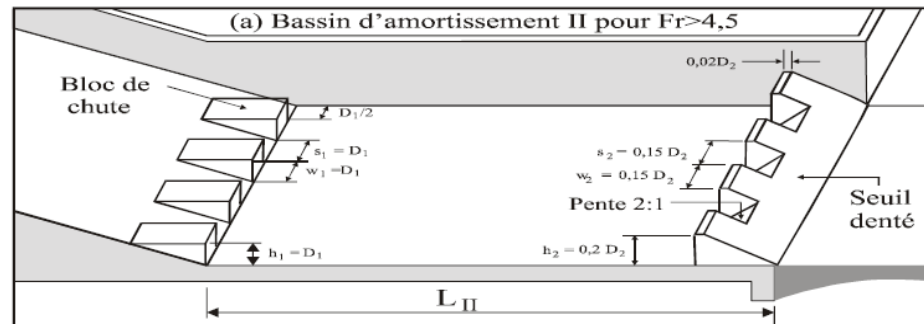 (a) Bassin d'amortissement II pour Fr>4,5
0,02D₂
Bloc de
chute
D₁/2
s₁ = D₁
w₁ =D₁
s₂ = 0,15 D₂
w₂ = 0,15 D₂
Pente 2:1
Seuil
denté
h₁ = D₁
h₂ = 0,2 D₂
L_II